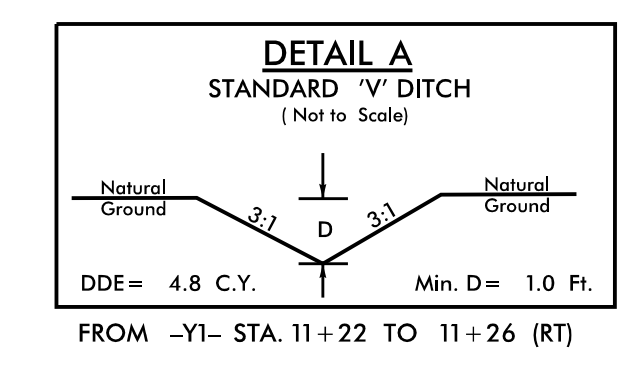 DETAIL A
STANDARD 'V' DITCH
( Not to Scale)
Natural
Ground
3:1
D
3:1
Natural
Ground
DDE= 4.8 C.Y.
Min. D= 1.0 Ft.
FROM -Y1- STA. 11+22 TO 11+26 (RT)